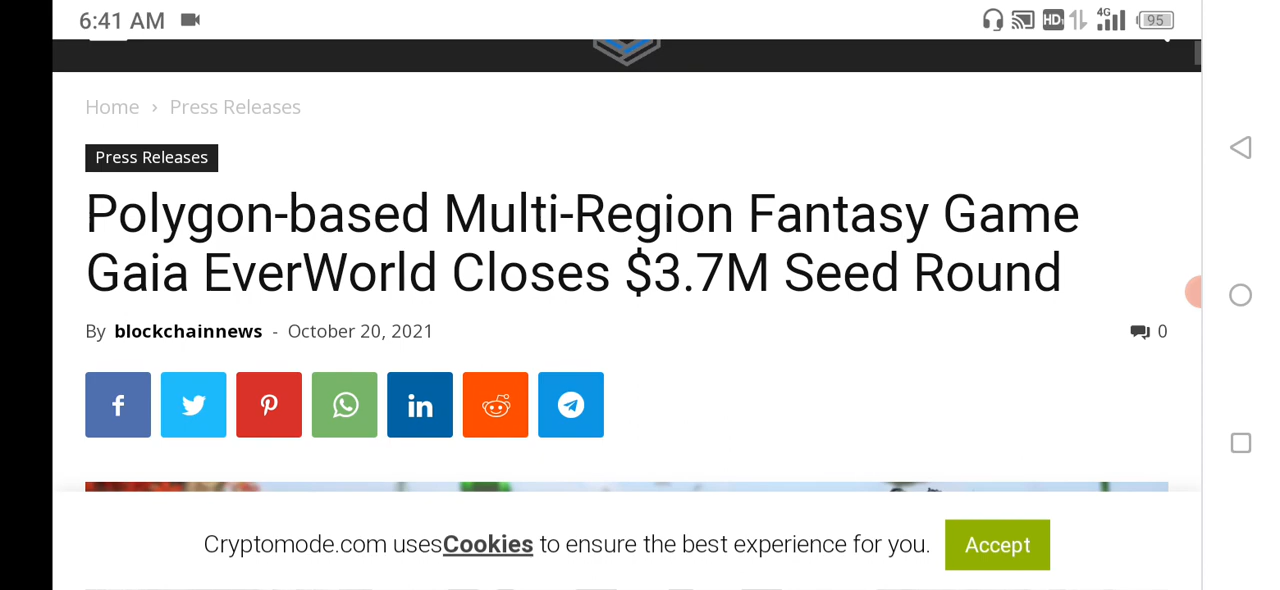 6:41 AM HD 4G 95
Home › Press Releases
Press Releases
Polygon-based Multi-Region Fantasy Game
Gaia EverWorld Closes $3.7M Seed Round
By blockchainnews - October 20, 2021 0
Cryptomode.com usesCookies to ensure the best experience for you. Accept